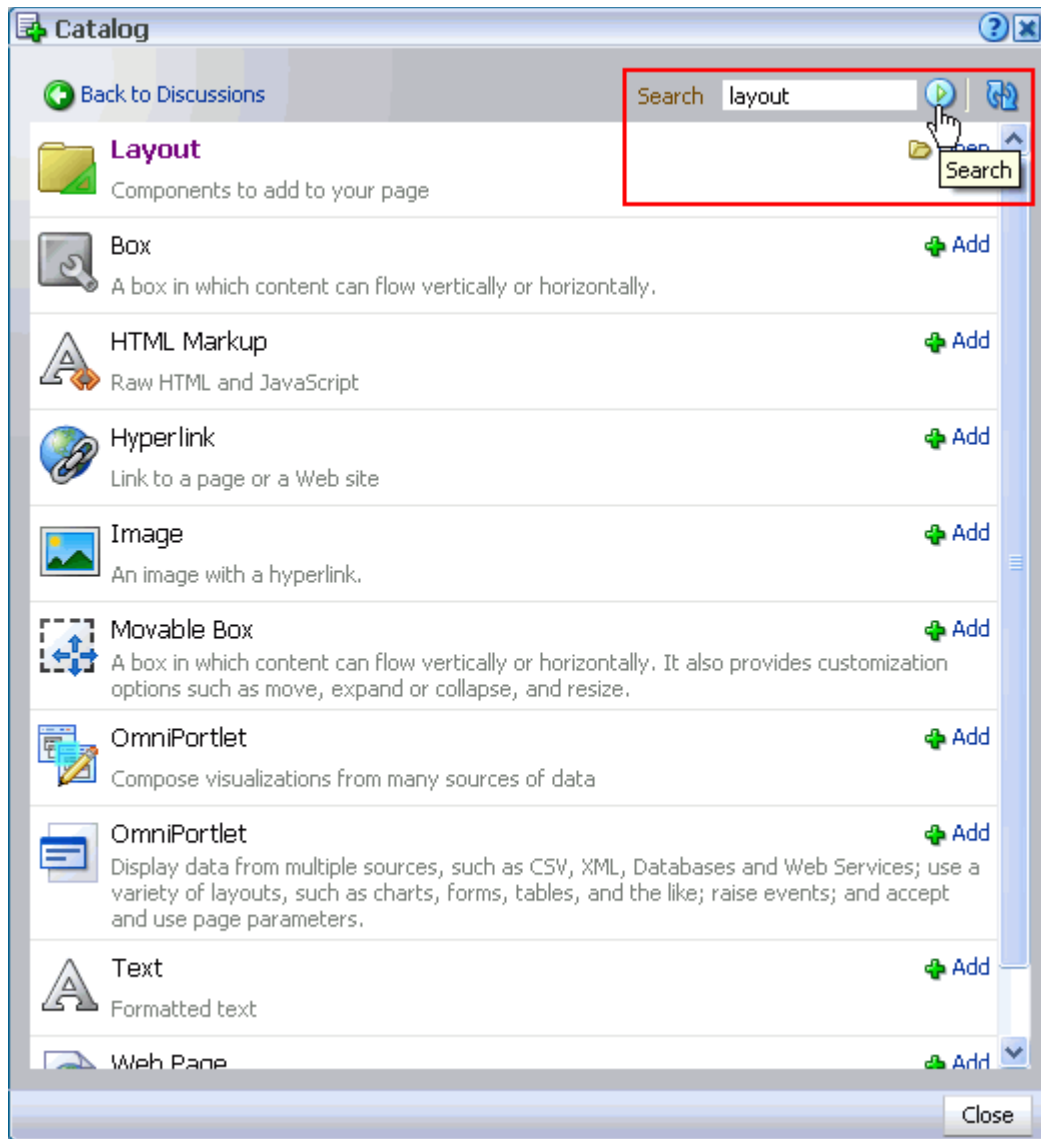 Catalog
Back to Discussions
Search layout
Layout
Components to add to your page
Search
Box
Add
A box in which content can flow vertically or horizontally.
HTML Markup
Add
Raw HTML and JavaScript
Hyperlink
Add
Link to a page or a Web site
Image
Add
An image with a hyperlink.
Movable Box
Add
A box in which content can flow vertically or horizontally. It also provides customization
options such as move, expand or collapse, and resize.
OmniPortlet
Add
Compose visualizations from many sources of data
OmniPortlet
Add
Display data from multiple sources, such as CSV, XML, Databases and Web Services; use a
variety of layouts, such as charts, forms, tables, and the like; raise events; and accept
and use page parameters.
Text
Add
Formatted text
Web Page
Add
Close